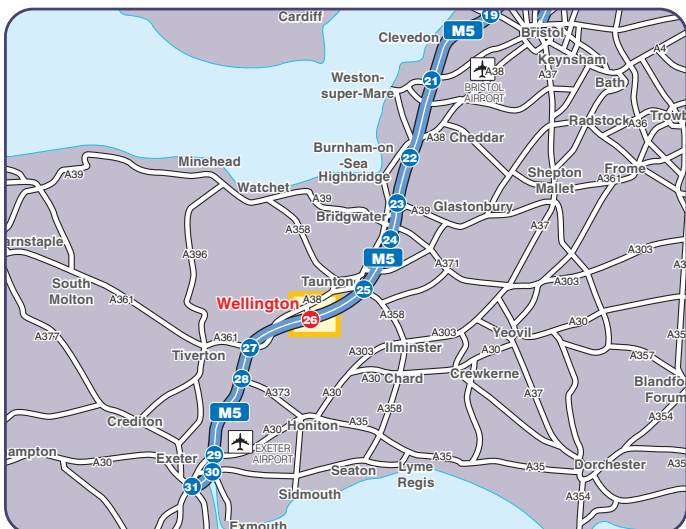 Cardiff
19
Clevedon
M5
Bristol
A4
Keynsham
A38
A37
Weston-
super-Mare
21
BRISTOL
AIRPORT
Bath
Radstock
A36
Trowb
A38
Cheddar
Burnham-on
-Sea
Highbridge
22
Minehead
Shepton
Mallet
Frome
A361
A39
Watchet
A39
23
A39
Glastonbury
Bridgwater
A37
arnstaple
A358
24
A396
M5
A371
A303
A3
South
Molton
Taunton
25
A303
A361
Wellington
A38
26
A358
A377
A361
27
A303
Yeovil
A30
Tiverton
A303
Ilminster
A357
28
A30
Chard
Crewkerne
Blandfo
Forum
A373
A30
A37
M5
A358
A354
Crediton
A30
Honiton
A35
ampton
A30
Exeter
29
EXETER
AIRPORT
30
Seaton
A35
Lyme
Regis
A35
Dorchester
31
Sidmouth
A354
Exmouth